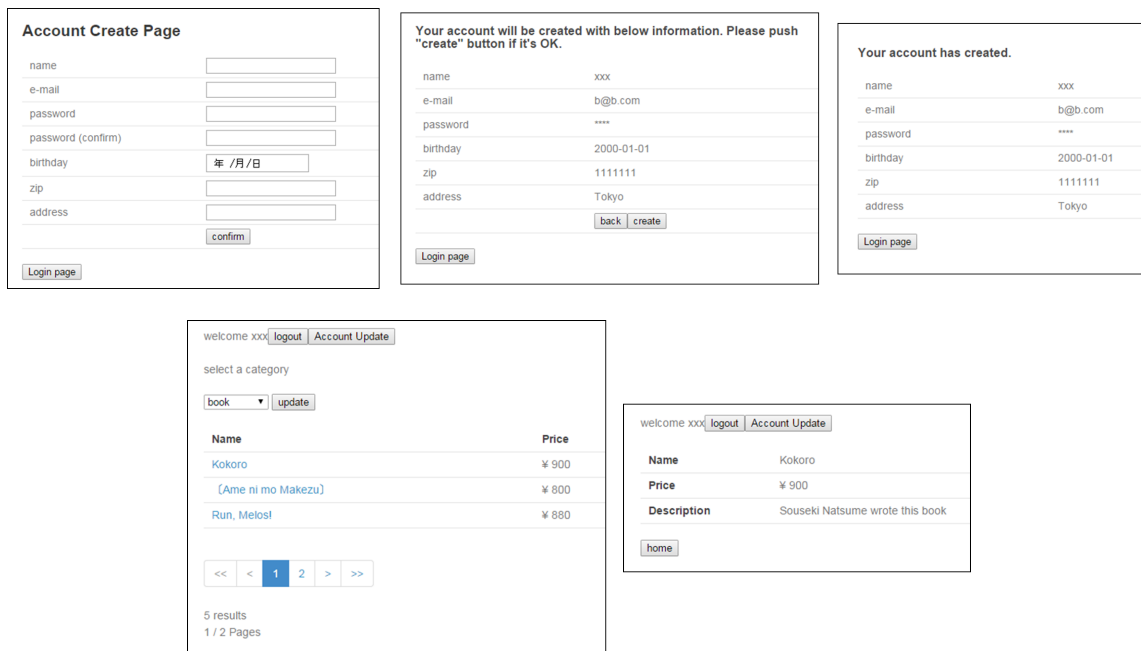 Account Create Page
name
e-mail
password
password (confirm)
birthday 年 /月/日
zip
address
confirm
Login page
Your account will be created with below information. Please push
"create" button if it's OK.
name xxx
e-mail b@b.com
password ****
birthday 2000-01-01
zip 1111111
address Tokyo
back create
Login page
Your account has created.
name xxx
e-mail b@b.com
password ****
birthday 2000-01-01
zip 1111111
address Tokyo
Login page
welcome xxx logout Account Update
select a category
book update
Name Price
Kokoro ¥ 900
〔Ame ni mo Makezu〕 ¥ 800
Run, Melos! ¥ 880
<< < 1 2 > >>
5 results
1 / 2 Pages
welcome xxx logout Account Update
Name Kokoro
Price ¥ 900
Description Souseki Natsume wrote this book
home